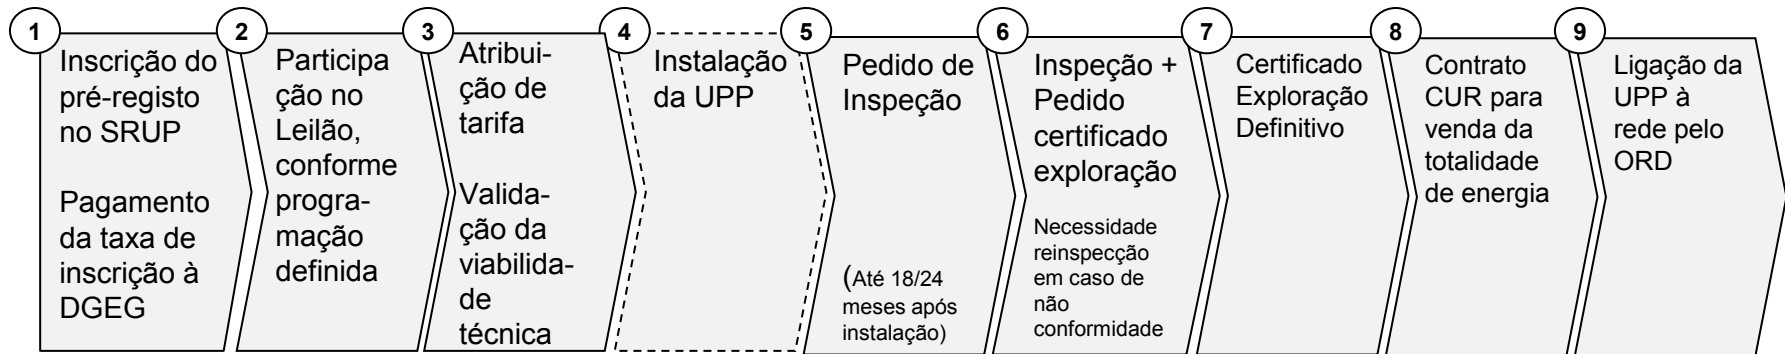 1
Inscrição do
pré-registo
no SRUP
Pagamento
da taxa de
inscrição à
DGEG
2
Participa
ção no
Leilão,
conforme
progra-
mação
definida
3
Atribui-
ção de
tarifa
Valida-
ção da
viabilida-
de
técnica
4
Instalação
da UPP
5
Pedido de
Inspeção
(Até 18/24
meses após
instalação)
6
Inspeção +
Pedido
certificado
exploração
Necessidade
reinspecção
em caso de
não
conformidade
7
Certificado
Exploração
Definitivo
8
Contrato
CUR para
venda da
totalidade
de energia
9
Ligação da
UPP à
rede pelo
ORD